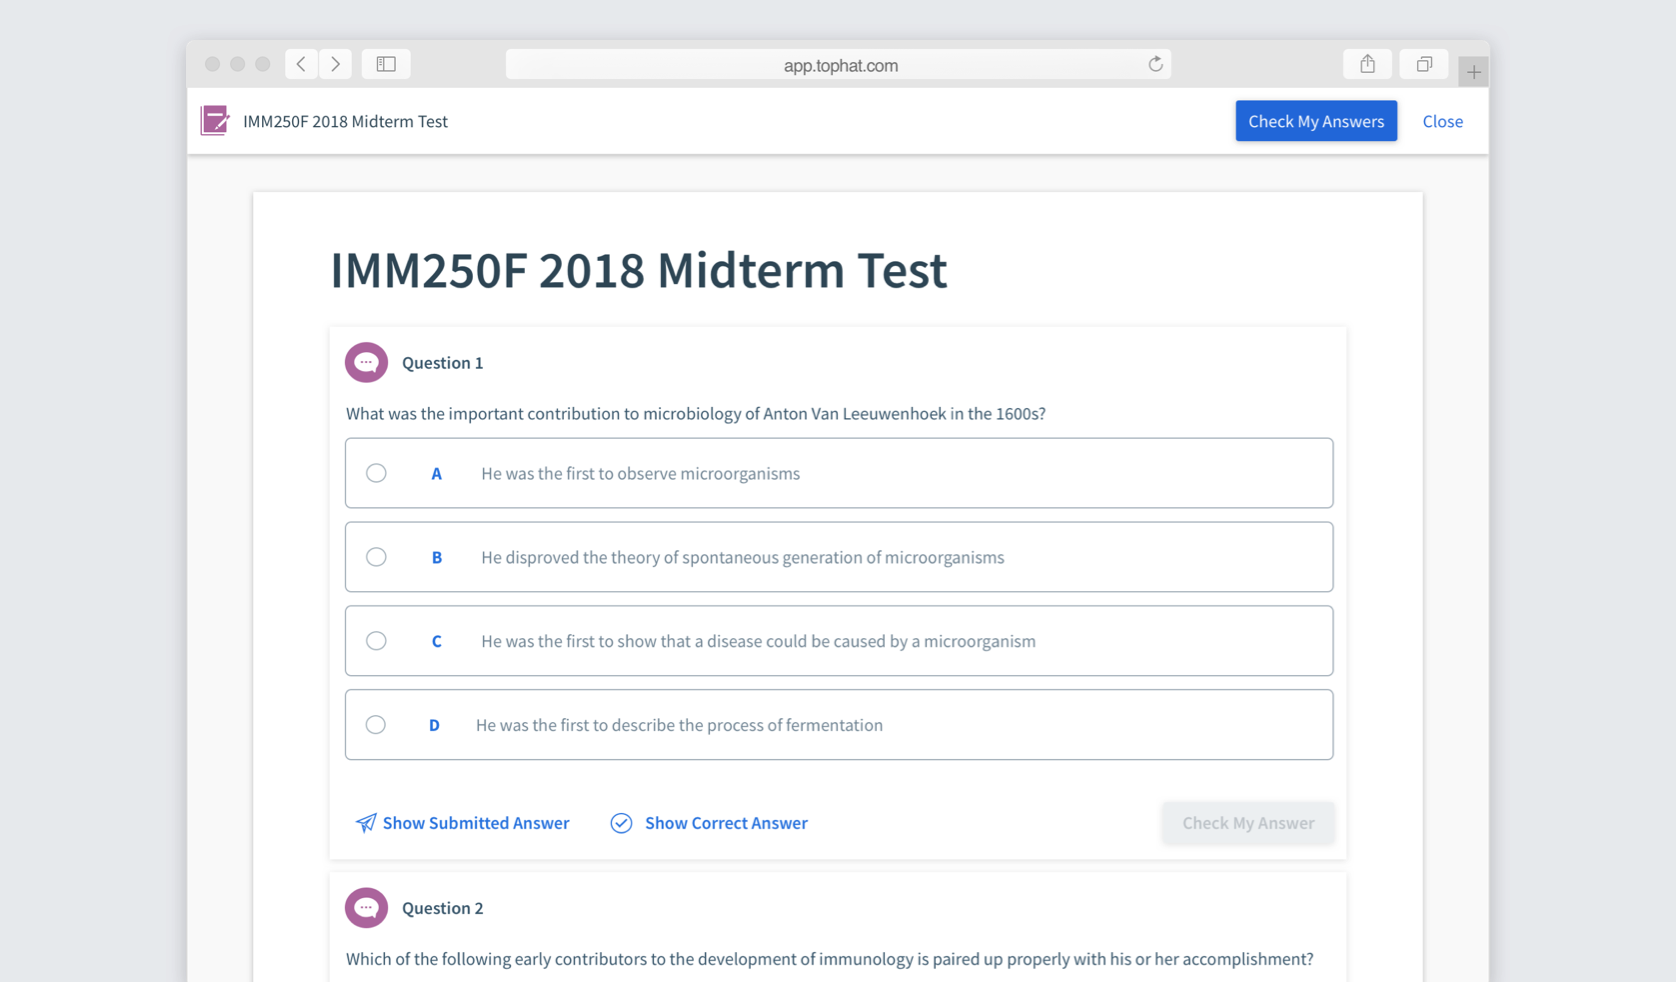 app.tophat.com
IMM250F 2018 Midterm Test
Check My Answers
Close
IMM250F 2018 Midterm Test
Question 1
What was the important contribution to microbiology of Anton Van Leeuwenhoek in the 1600s?
A He was the first to observe microorganisms
B He disproved the theory of spontaneous generation of microorganisms
C He was the first to show that a disease could be caused by a microorganism
D He was the first to describe the process of fermentation
Show Submitted Answer
Show Correct Answer
Check My Answer
Question 2
Which of the following early contributors to the development of immunology is paired up properly with his or her accomplishment?